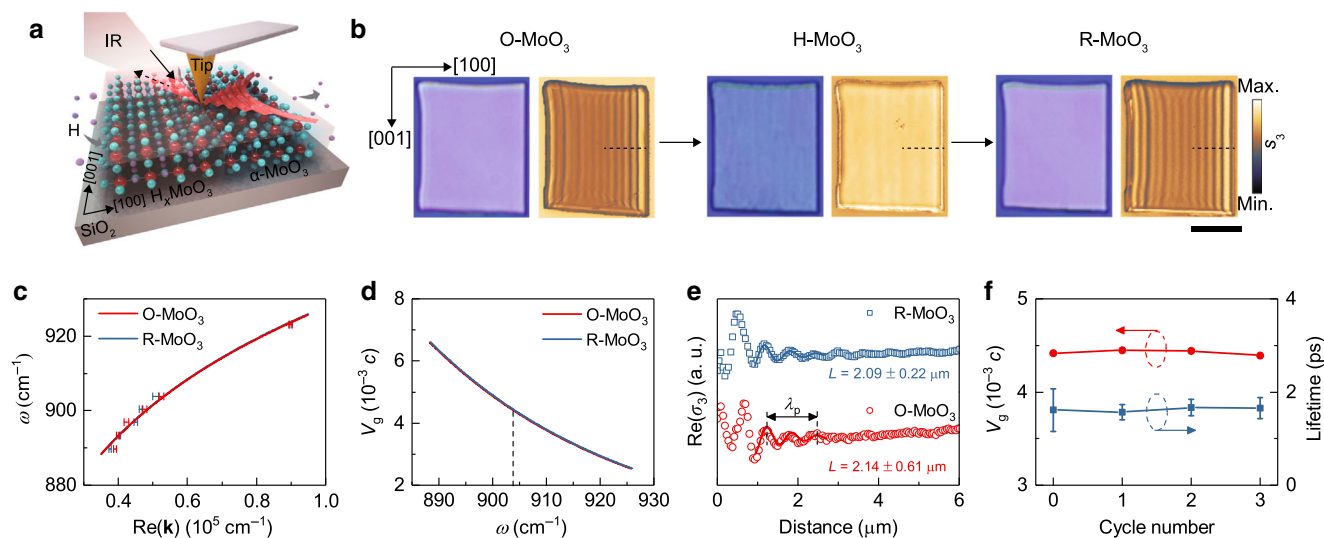 a
IR
Tip
H
[001]
[100]
HₓMoO₃
α-MoO₃
SiO₂
b
O-MoO₃
H-MoO₃
R-MoO₃
[100]
[001]
Max.
s₃
Min.
c
O-MoO₃
R-MoO₃
ω (cm⁻¹)
920
900
880
0.4
0.6
0.8
1.0
Re(k) (10⁵ cm⁻¹)
d
O-MoO₃
R-MoO₃
V_g (10⁻³ c)
8
6
4
2
890
900
910
920
930
ω (cm⁻¹)
e
R-MoO₃
L = 2.09 ± 0.22 μm
λₚ
O-MoO₃
L = 2.14 ± 0.61 μm
Re(σ₃) (a. u.)
0
2
4
6
Distance (μm)
f
V_g (10⁻³ c)
5
4
3
Lifetime (ps)
4
2
0
0
1
2
3
Cycle number